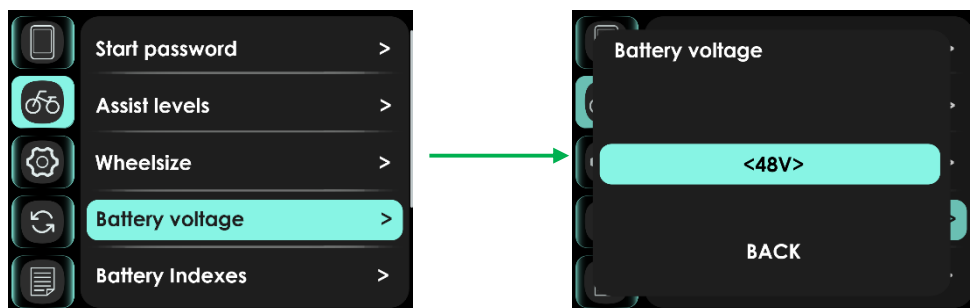 Start password >
Assist levels >
Wheelsize >
Battery voltage >
Battery Indexes >
Battery voltage
<48V>
BACK